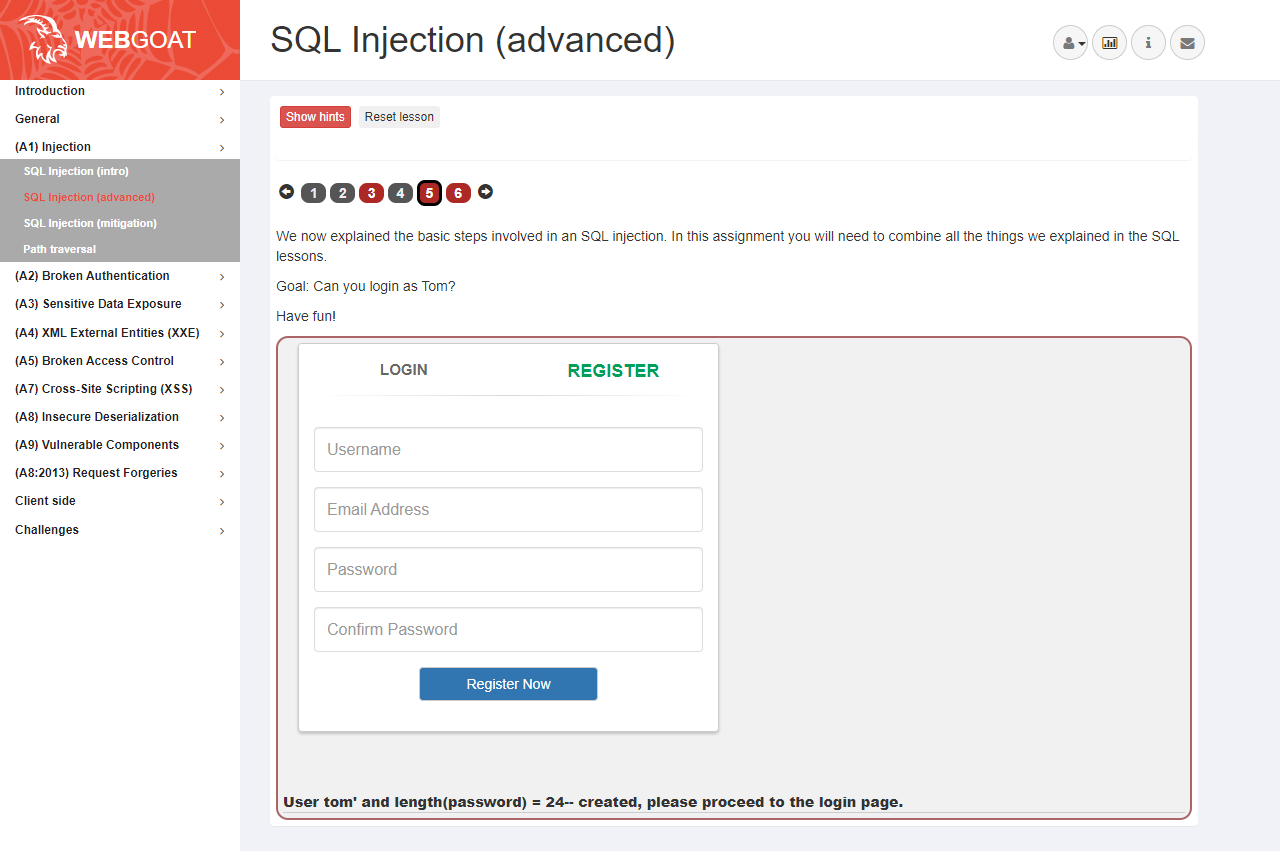 WEBGOAT
SQL Injection (advanced)
Introduction
General
(A1) Injection
SQL Injection (intro)
SQL Injection (advanced)
SQL Injection (mitigation)
Path traversal
(A2) Broken Authentication
(A3) Sensitive Data Exposure
(A4) XML External Entities (XXE)
(A5) Broken Access Control
(A7) Cross-Site Scripting (XSS)
(A8) Insecure Deserialization
(A9) Vulnerable Components
(A8:2013) Request Forgeries
Client side
Challenges
Show hints Reset lesson
1 2 3 4 5 6
We now explained the basic steps involved in an SQL injection. In this assignment you will need to combine all the things we explained in the SQL
lessons.
Goal: Can you login as Tom?
Have fun!
LOGIN REGISTER
Username
Email Address
Password
Confirm Password
Register Now
User tom' and length(password) = 24-- created, please proceed to the login page.